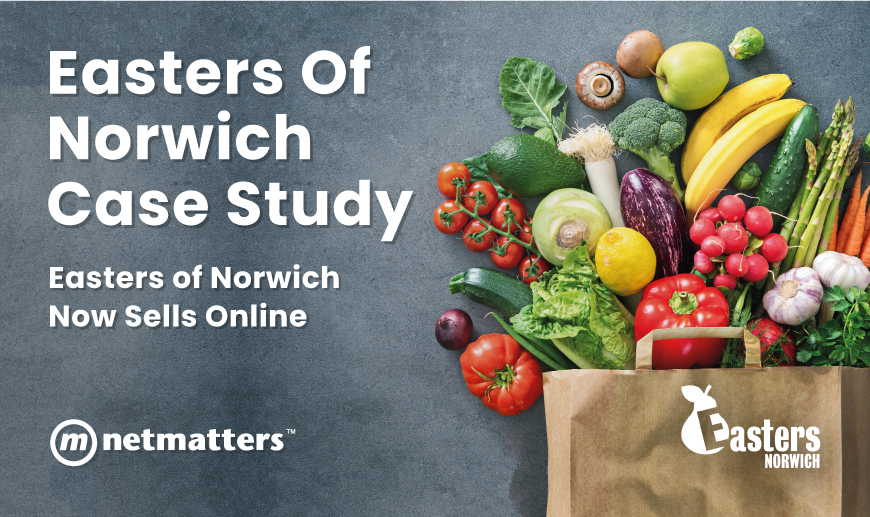 Easters Of
Norwich
Case Study
Easters of Norwich
Now Sells Online
m netmatters™
Easters
NORWICH